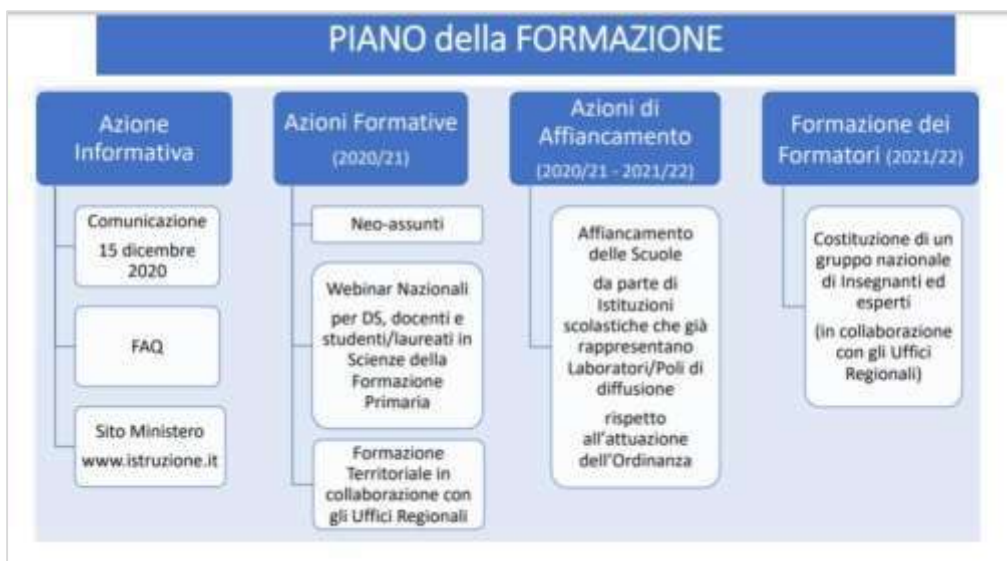 PIANO della FORMAZIONE
Azione
Informativa
Comunicazione
15 dicembre
2020
FAQ
Sito Ministero
www.istruzione.it
Azioni Formative
(2020/21)
Neo-assunti
Webinar Nazionali
per DS, docenti e
studenti/laureati in
Scienze della
Formazione
Primaria
Formazione
Territoriale in
collaborazione con
gli Uffici Regionali
Azioni di
Affiancamento
(2020/21 - 2021/22)
Affiancamento
delle Scuole
da parte di
Istituzioni
scolastiche che già
rappresentano
Laboratori/Poli di
diffusione
rispetto
all'attuazione
dell'Ordinanza
Formazione dei
Formatori (2021/22)
Costituzione di un
gruppo nazionale
di Insegnanti ed
esperti
(in collaborazione
con gli Uffici
Regionali)